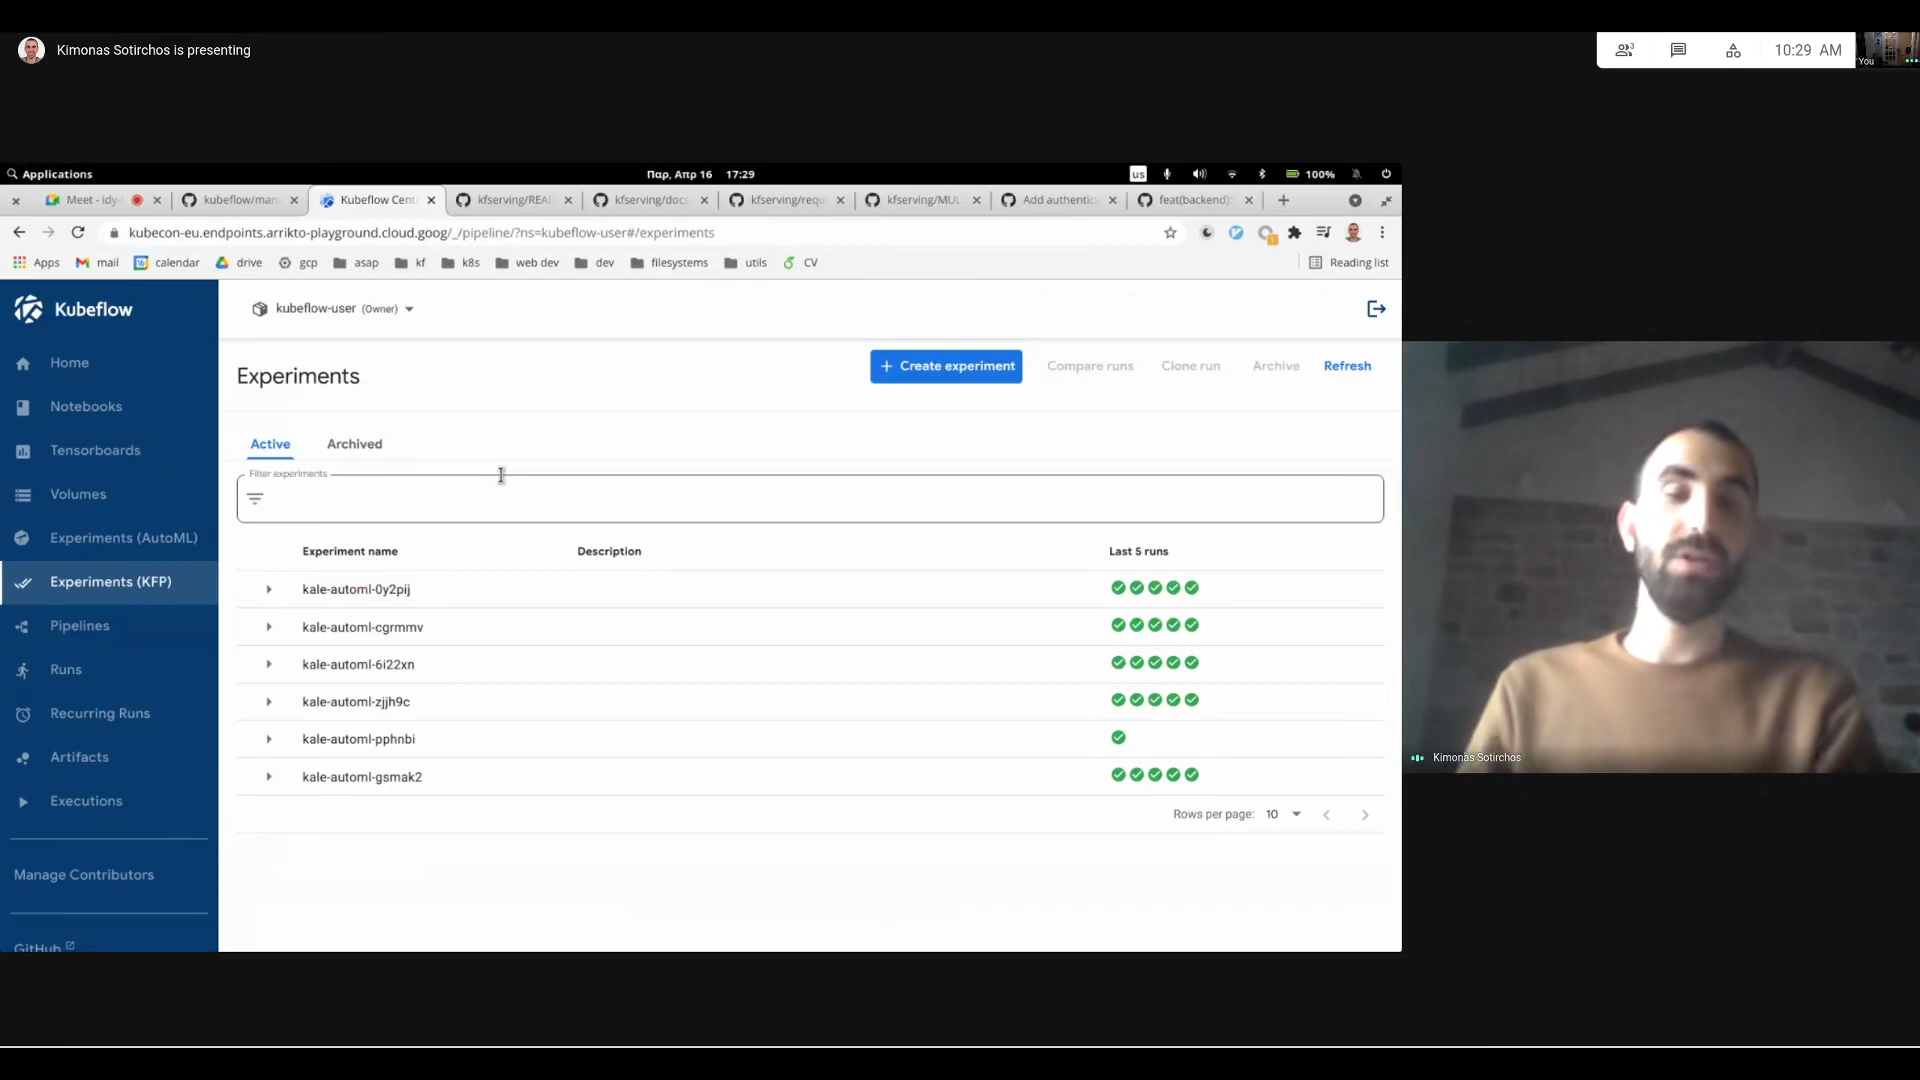 Kimonas Sotirchos is presenting
3
10:29 AM
You
Applications
Παρ, Απρ 16 17:29
us
100%
Meet - idy-
kubeflow/man
Kubeflow Cent
kfserving/REA
kfserving/docs
kfserving/requ
kfserving/MUL
Add authentic
feat(backend)
kubecon-eu.endpoints.arrikto-playground.cloud.goog/_/pipeline/?ns=kubeflow-user#/experiments
Apps
mail
calendar
drive
gcp
asap
kf
k8s
web dev
dev
filesystems
utils
CV
Reading list
Kubeflow
kubeflow-user (Owner)
Home
Notebooks
Tensorboards
Volumes
Experiments (AutoML)
Experiments (KFP)
Pipelines
Runs
Recurring Runs
Artifacts
Executions
Manage Contributors
GitHub
Experiments
+ Create experiment
Compare runs
Clone run
Archive
Refresh
Active
Archived
Filter experiments
Experiment name Description Last 5 runs
kale-automl-0y2pij
kale-automl-cgrmmv
kale-automl-6i22xn
kale-automl-zjjh9c
kale-automl-pphnbi
kale-automl-gsmak2
Rows per page: 10
Kimonas Sotirchos